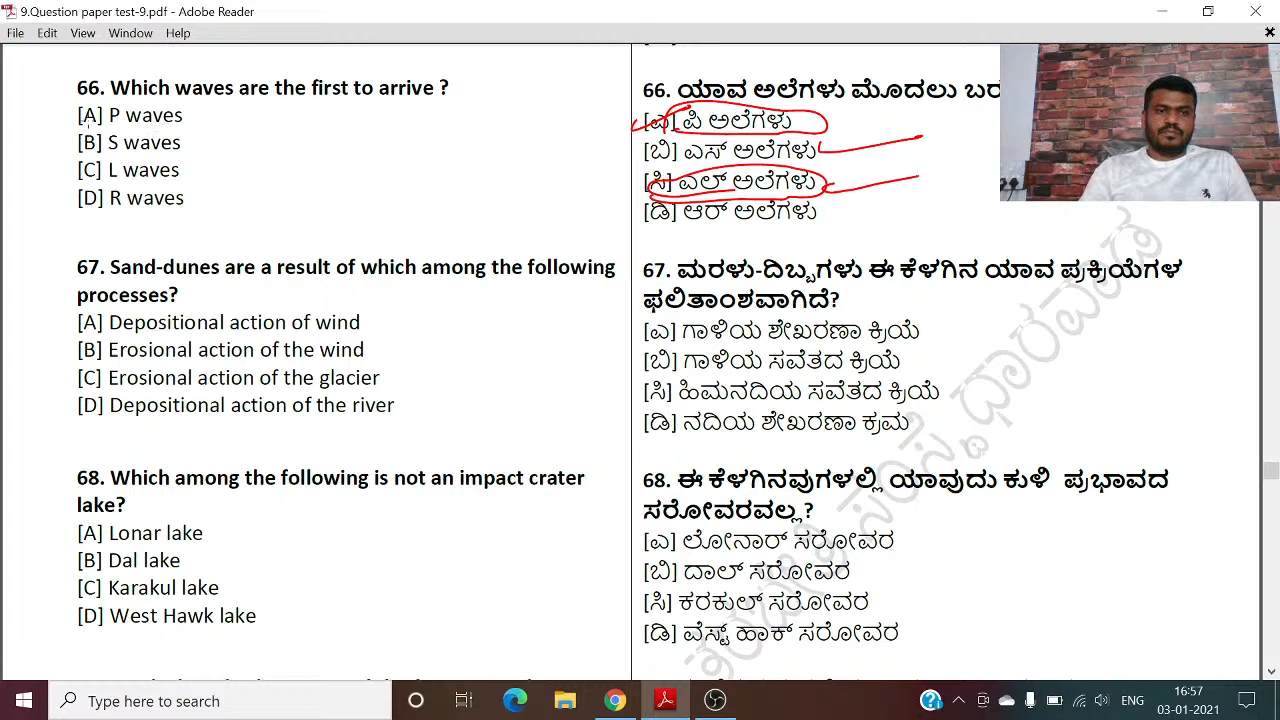 9.Question paper test-9.pdf - Adobe Reader
File Edit View Window Help
66. Which waves are the first to arrive ?
[A] P waves
[B] S waves
[C] L waves
[D] R waves
67. Sand-dunes are a result of which among the following
processes?
[A] Depositional action of wind
[B] Erosional action of the wind
[C] Erosional action of the glacier
[D] Depositional action of the river
68. Which among the following is not an impact crater
lake?
[A] Lonar lake
[B] Dal lake
[C] Karakul lake
[D] West Hawk lake
66. ಯಾವ ಅಲೆಗಳು ಮೊದಲು
[ಎ] ಪಿ ಅಲೆಗಳು
[ಬಿ] ಎಸ್ ಅಲೆಗಳು
[ಸಿ] ಎಲ್ ಅಲೆಗಳು
[ಡಿ] ಆರ್ ಅಲೆಗಳು
67. ಮರಳು-ದಿಬ್ಬಗಳು ಈ ಕೆಳಗಿನ ಯಾವ ಪ್ರಕ್ರಿಯೆಗಳ
ಫಲಿತಾಂಶವಾಗಿದೆ?
[ಎ] ಗಾಳಿಯ ಶೇಖರಣಾ ಕ್ರಿಯೆ
[ಬಿ] ಗಾಳಿಯ ಸವೆತದ ಕ್ರಿಯೆ
[ಸಿ] ಹಿಮನದಿಯ ಸವೆತದ ಕ್ರಿಯೆ
[ಡಿ] ನದಿಯ ಶೇಖರಣಾ ಕ್ರಮ
68. ಈ ಕೆಳಗಿನವುಗಳಲ್ಲಿ ಯಾವುದು ಕುಳಿ ಪ್ರಭಾವದ
ಸರೋವರವಲ್ಲ?
[ಎ] ಲೋನಾರ್ ಸರೋವರ
[ಬಿ] ದಾಲ್ ಸರೋವರ
[ಸಿ] ಕರಕುಲ್ ಸರೋವರ
[ಡಿ] ವೆಸ್ಟ್ ಹಾಕ್ ಸರೋವರ
ತರಬೇತಿ ಸಂಸ್ಥೆ ಧಾರವಾಡ
Type here to search
ENG
16:57
03-01-2021